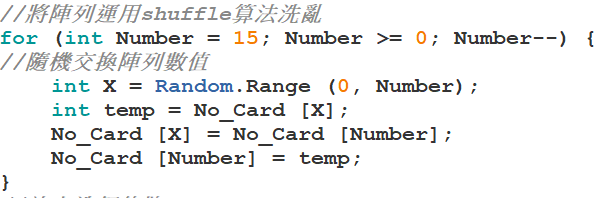 //將陣列運用shuffle算法洗亂
for (int Number = 15; Number >= 0; Number--) {
//隨機交換陣列數值
    int X = Random.Range (0, Number);
    int temp = No_Card [X];
    No_Card [X] = No_Card [Number];
    No_Card [Number] = temp;
}